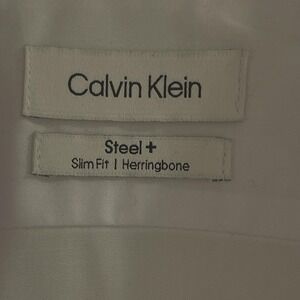 Calvin Klein
Steel +
Slim Fit | Herringbone